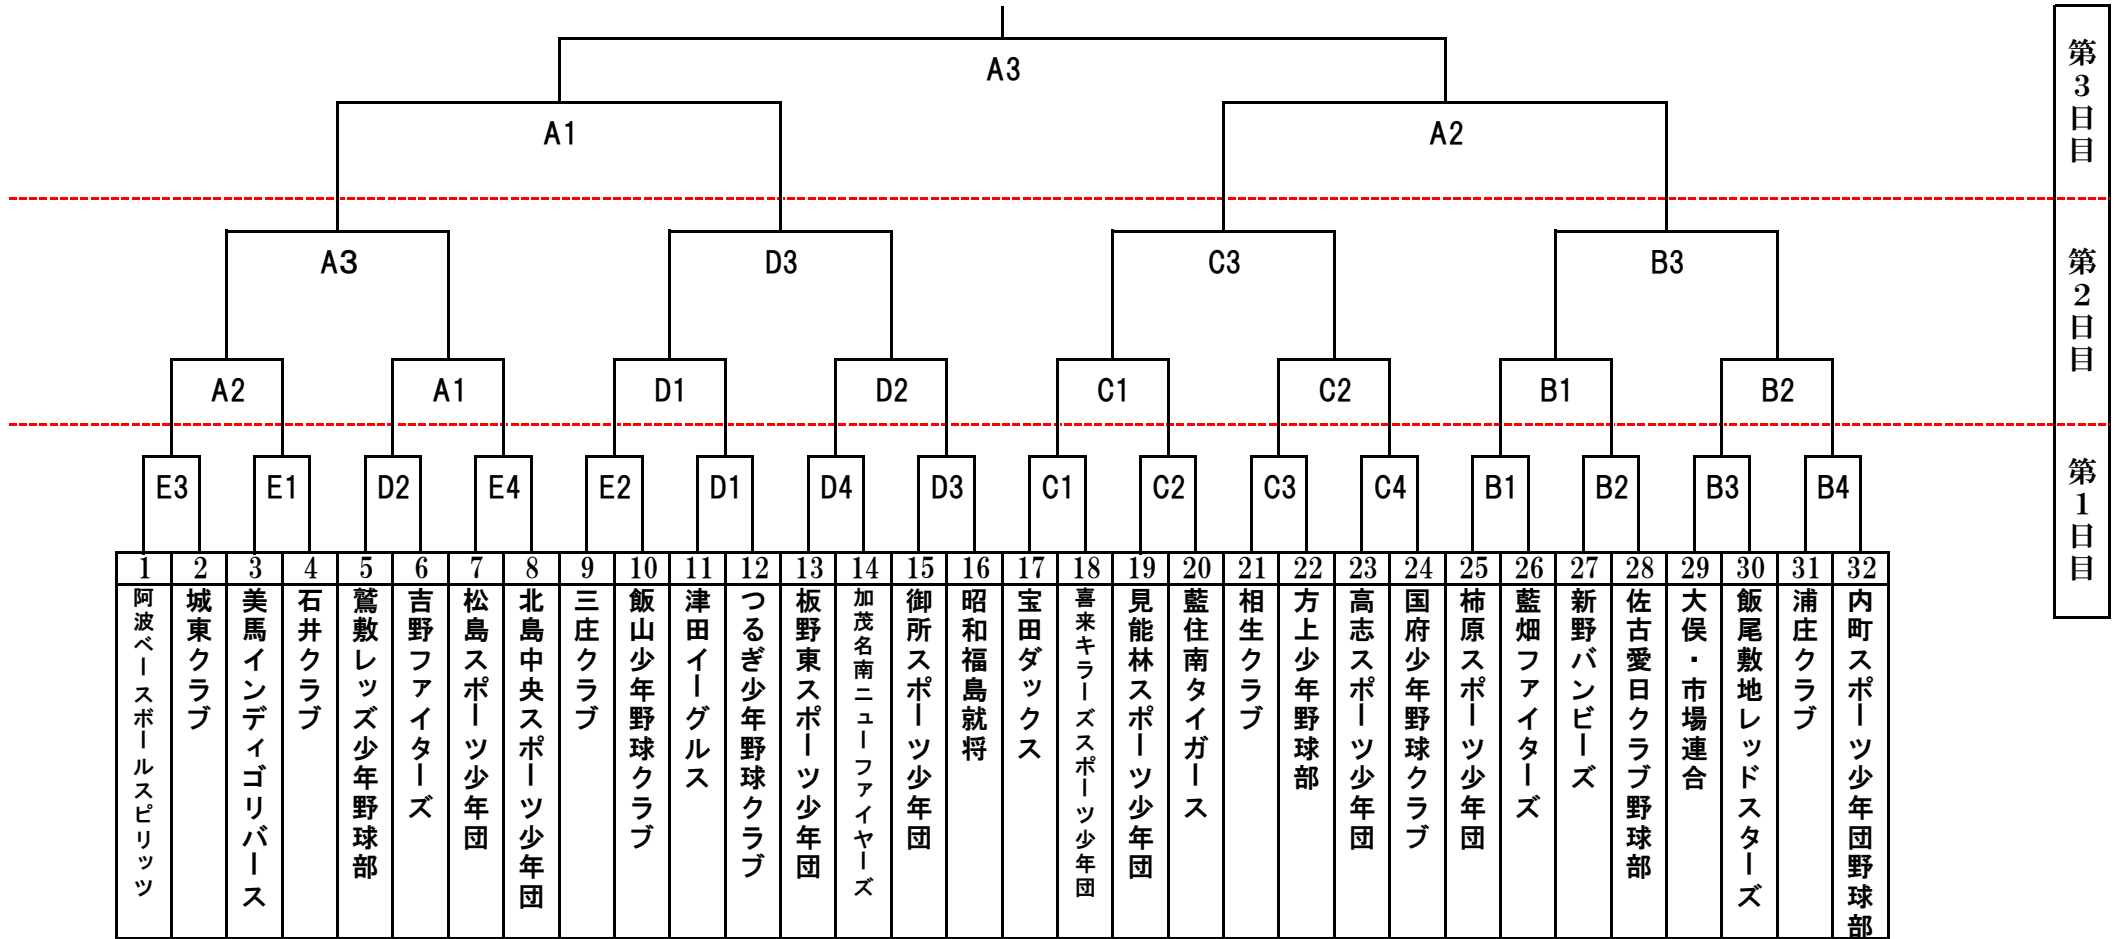 A3
A1
A2
A3
D3
C3
B3
A2
A1
D1
D2
C1
C2
B1
B2
E3
E1
D2
E4
E2
D1
D4
D3
C1
C2
C3
C4
B1
B2
B3
B4
第3日目
第2日目
第1日目
1
2
3
4
5
6
7
8
9
10
11
12
13
14
15
16
17
18
19
20
21
22
23
24
25
26
27
28
29
30
31
32
阿波ベースボールスピリッツ
城東クラブ
美馬インディゴリバース
石井クラブ
鷲敷レッズ少年野球部
吉野ファイターズ
松島スポーツ少年団
北島中央スポーツ少年団
三庄クラブ
飯山少年野球クラブ
津田イーグルス
つるぎ少年野球クラブ
板野東スポーツ少年団
加茂名南ニューファイヤーズ
御所スポーツ少年団
昭和福島就将
宝田ダックス
喜来キラーズスポーツ少年団
見能林スポーツ少年団
藍住南タイガース
相生クラブ
方上少年野球部
高志スポーツ少年団
国府少年野球クラブ
柿原スポーツ少年団
藍畑ファイターズ
新野バンビーズ
佐古愛日クラブ野球部
大俣・市場連合
飯尾敷地レッドスターズ
浦庄クラブ
内町スポーツ少年団野球部